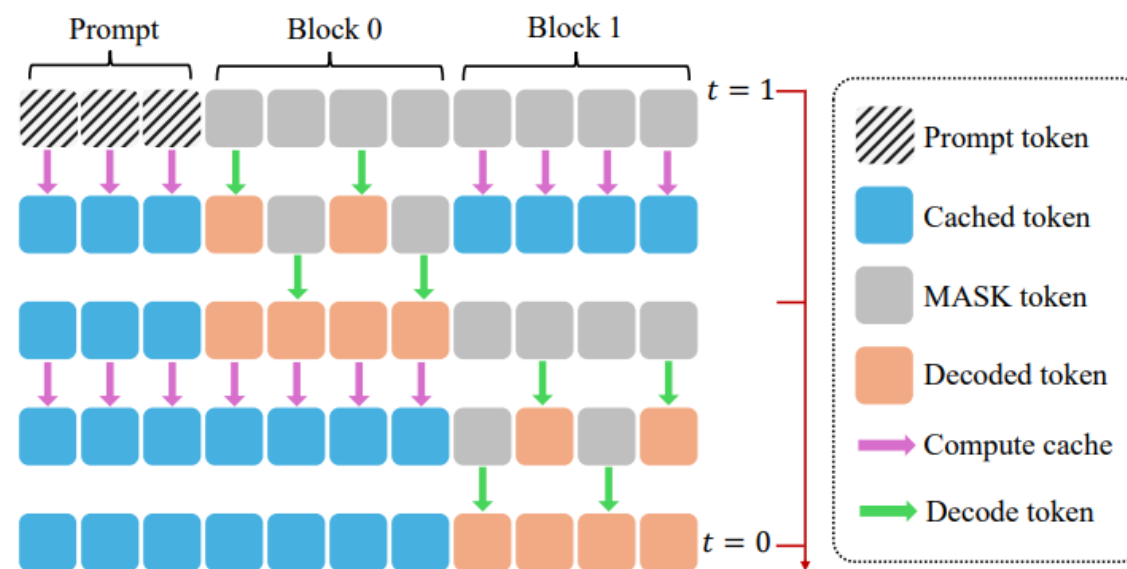 Prompt
Block 0
Block 1
t = 1
t = 0
Prompt token
Cached token
MASK token
Decoded token
Compute cache
Decode token